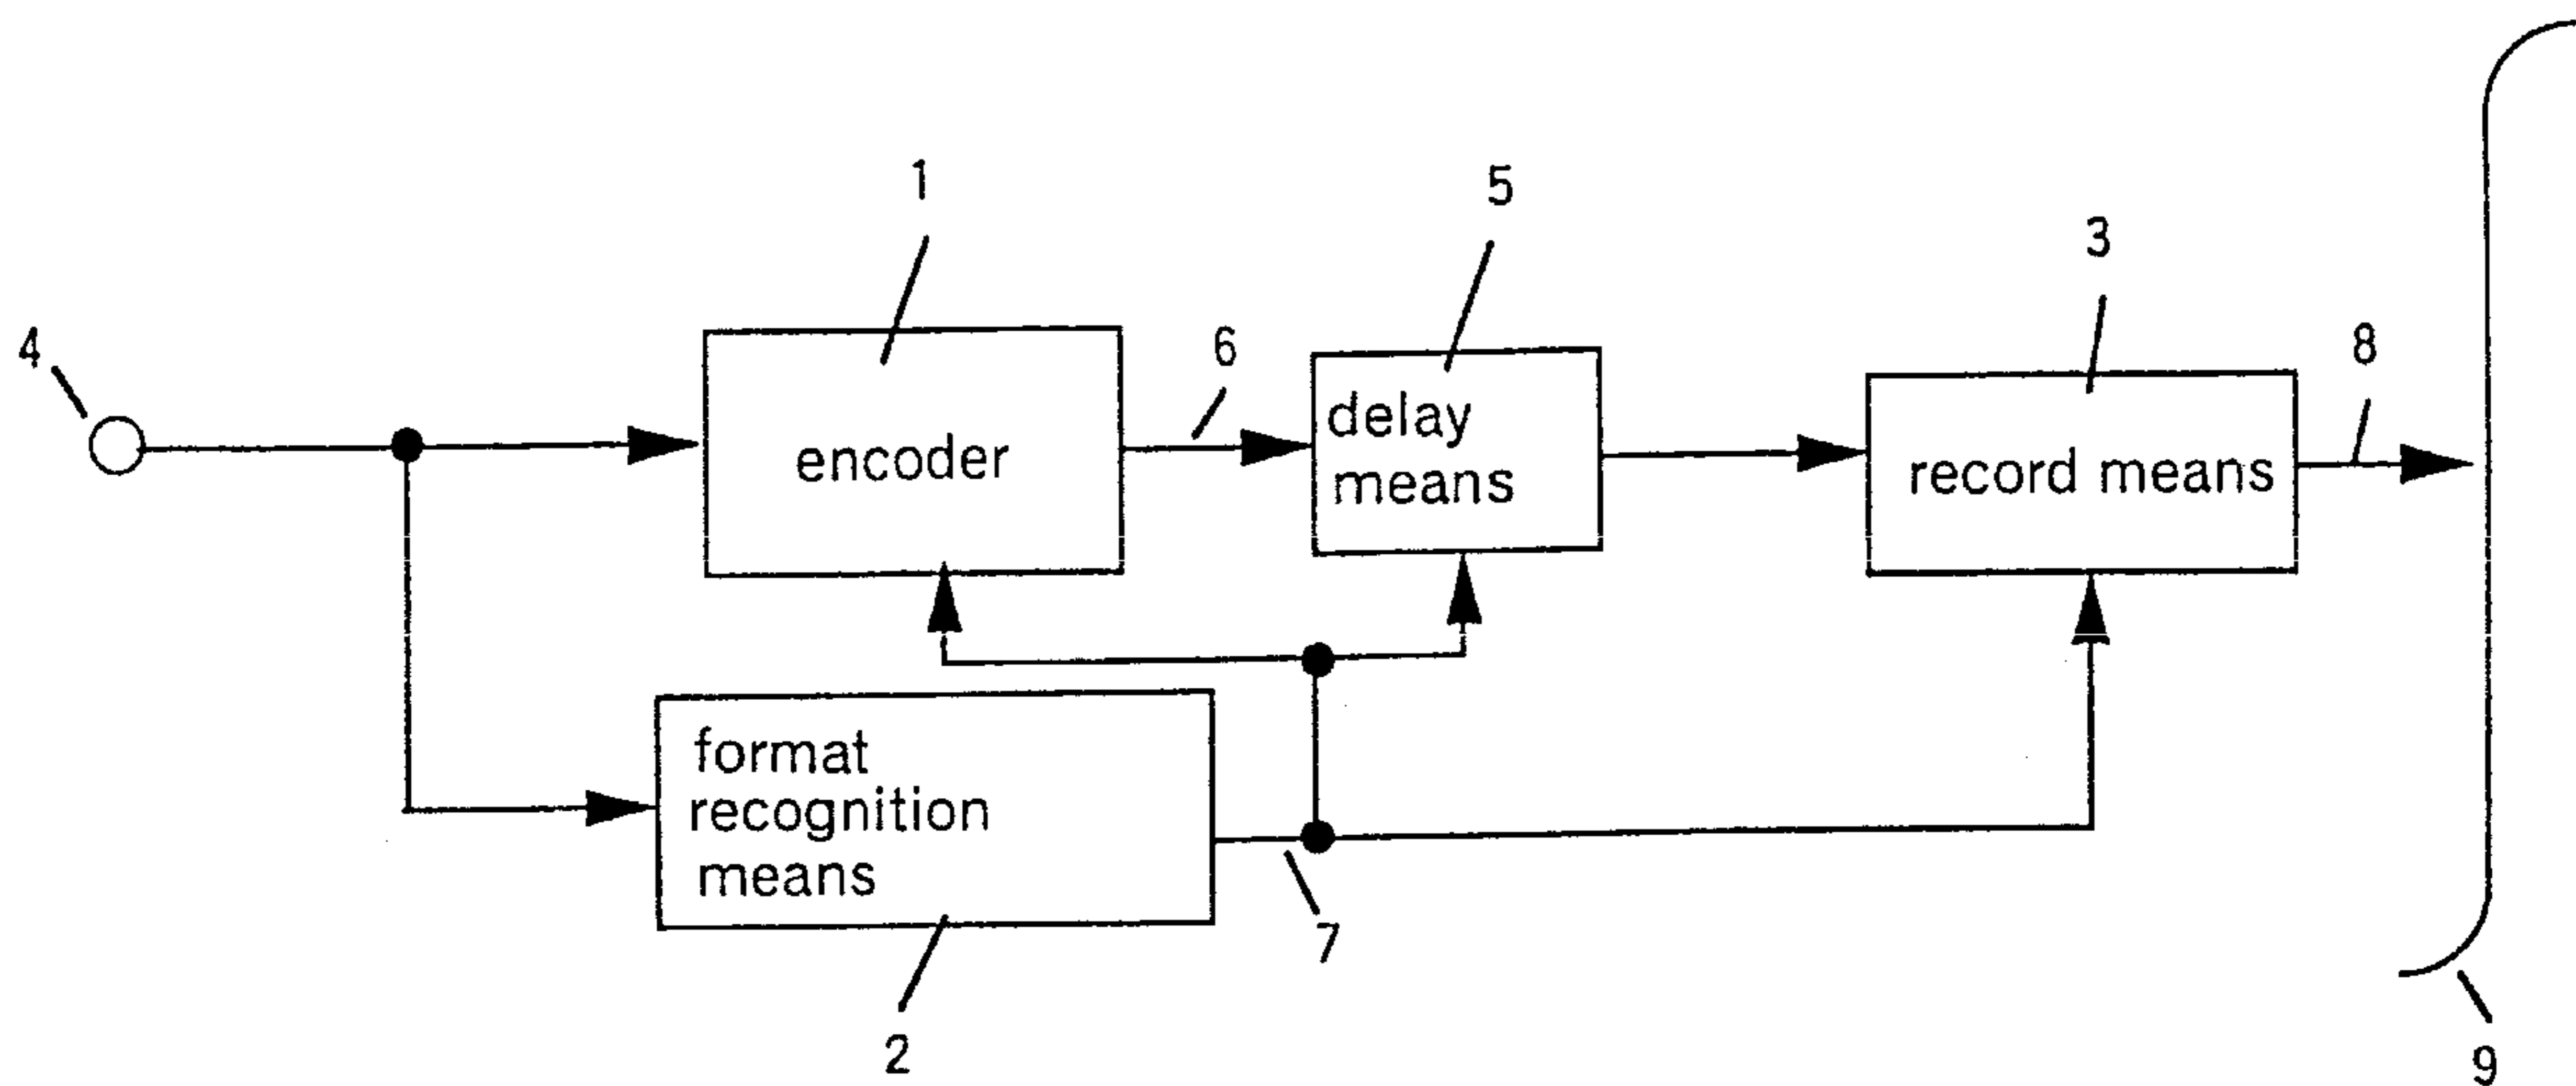 1
5
3
4
6
8
encoder
delay
means
record means
format
recognition
means
7
2
9